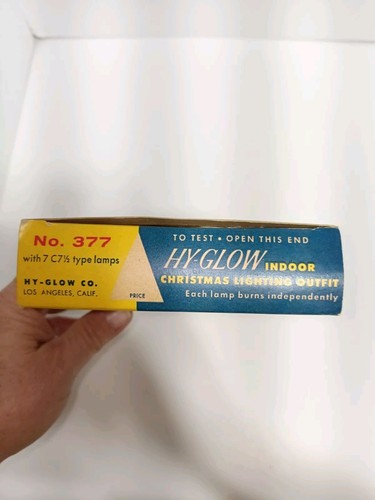 No. 377
with 7 C7½ type lamps
HY-GLOW CO.
LOS ANGELES, CALIF.
PRICE
TO TEST • OPEN THIS END
HY-GLOW INDOOR
CHRISTMAS LIGHTING OUTFIT
Each lamp burns independently